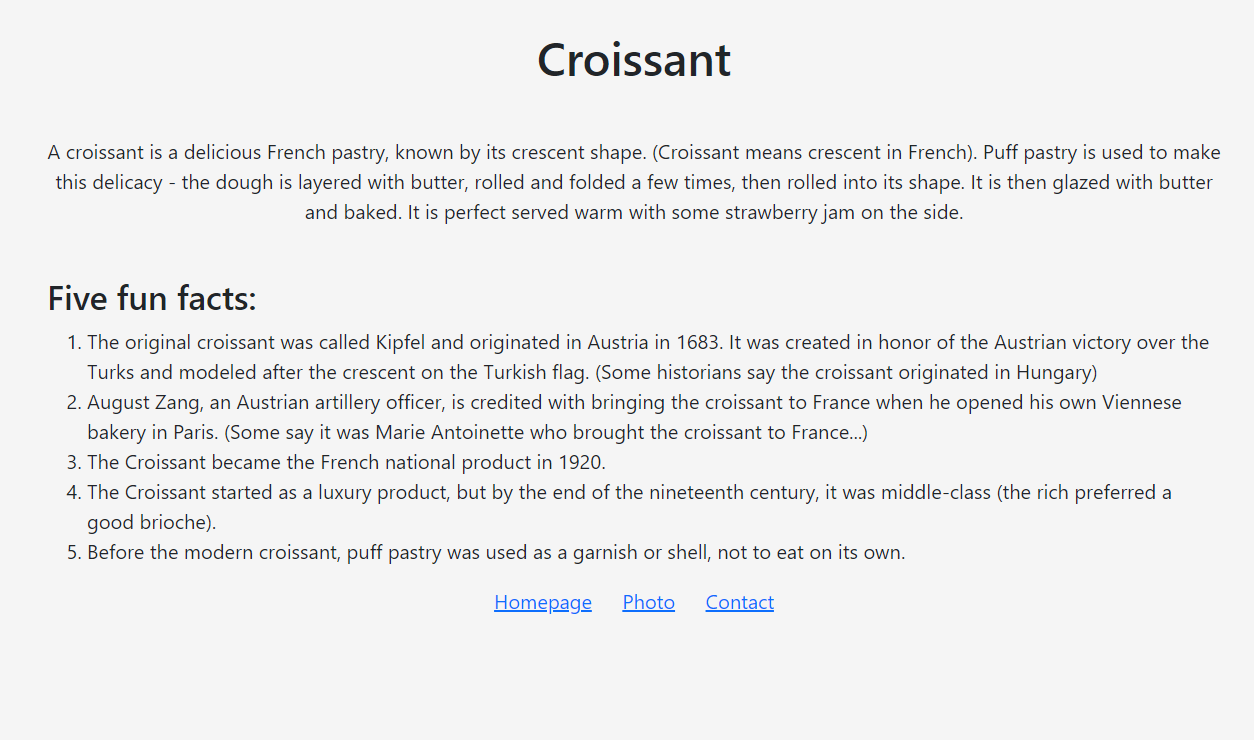 Croissant
A croissant is a delicious French pastry, known by its crescent shape. (Croissant means crescent in French). Puff pastry is used to make
this delicacy - the dough is layered with butter, rolled and folded a few times, then rolled into its shape. It is then glazed with butter
and baked. It is perfect served warm with some strawberry jam on the side.
Five fun facts:
1. The original croissant was called Kipfel and originated in Austria in 1683. It was created in honor of the Austrian victory over the
Turks and modeled after the crescent on the Turkish flag. (Some historians say the croissant originated in Hungary)
2. August Zang, an Austrian artillery officer, is credited with bringing the croissant to France when he opened his own Viennese
bakery in Paris. (Some say it was Marie Antoinette who brought the croissant to France...)
3. The Croissant became the French national product in 1920.
4. The Croissant started as a luxury product, but by the end of the nineteenth century, it was middle-class (the rich preferred a
good brioche).
5. Before the modern croissant, puff pastry was used as a garnish or shell, not to eat on its own.
Homepage Photo Contact